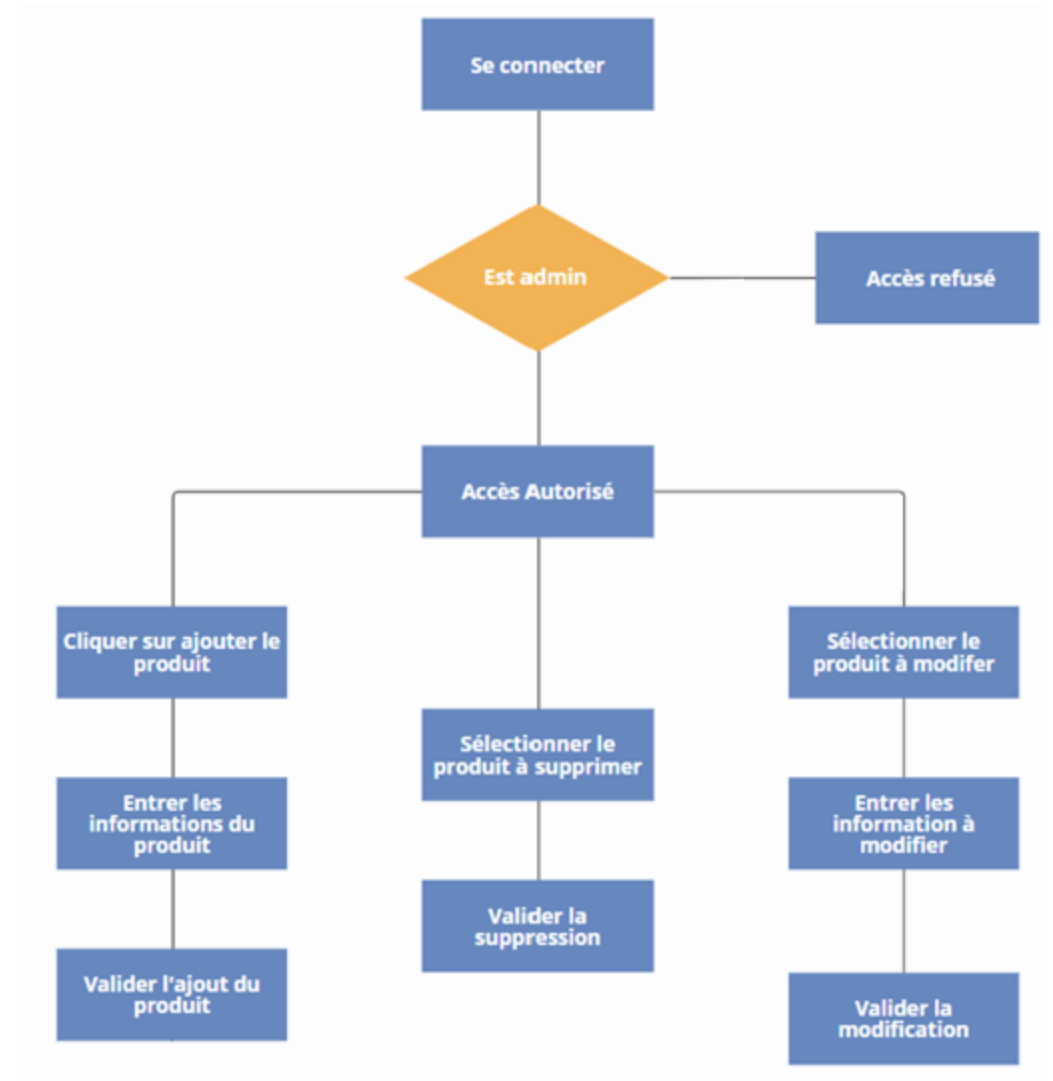 Se connecter
Est admin
Accès refusé
Accès Autorisé
Cliquer sur ajouter le
produit
Sélectionner le
produit à modifer
Sélectionner le
produit à supprimer
Entrer les
informations du
produit
Entrer les
information à
modifier
Valider la
suppression
Valider l'ajout du
produit
Valider la
modification